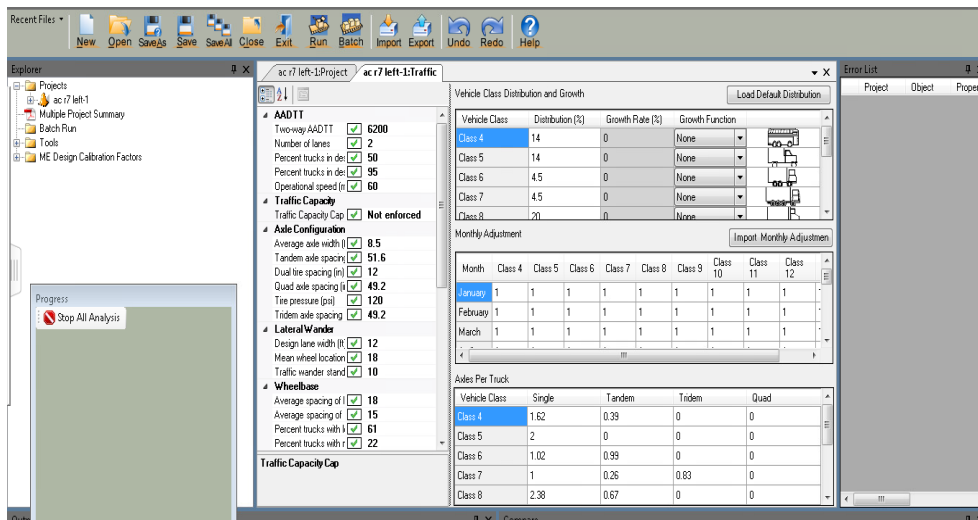 Recent Files
New Open SaveAs Save SaveAll Close Exit Run Batch Import Export Undo Redo Help
Explorer
Projects
ac r7 left-1
Multiple Project Summary
Batch Run
Tools
ME Design Calibration Factors
Progress
Stop All Analysis
ac r7 left-1:Project ac r7 left-1:Traffic
AADTT
Two-way AADTT 6200
Number of lanes 2
Percent trucks in de: 50
Percent trucks in de: 95
Operational speed (m 60
Traffic Capacity
Traffic Capacity Cap Not enforced
Axle Configuration
Average axle width (f 8.5
Tandem axle spacing 51.6
Dual tire spacing (in) 12
Quad axle spacing (i 49.2
Tire pressure (psi) 120
Tridem axle spacing 49.2
Lateral Wander
Design lane width (ft 12
Mean wheel location 18
Traffic wander stand 10
Wheelbase
Average spacing of l 18
Average spacing of 15
Percent trucks with l 61
Percent trucks with r 22
Traffic Capacity Cap
Vehicle Class Distribution and Growth Load Default Distribution
Vehicle Class Distribution (%) Growth Rate (%) Growth Function
Class 4 14 0 None
Class 5 14 0 None
Class 6 4.5 0 None
Class 7 4.5 0 None
Class 8 20 0 None
Monthly Adjustment Import Monthly Adjustmen
Month Class 4 Class 5 Class 6 Class 7 Class 8 Class 9 Class 10 Class 11 Class 12
January 1 1 1 1 1 1 1 1 1
February 1 1 1 1 1 1 1 1 1
March 1 1 1 1 1 1 1 1 1
Axles Per Truck
Vehicle Class Single Tandem Tridem Quad
Class 4 1.62 0.39 0 0
Class 5 2 0 0 0
Class 6 1.02 0.99 0 0
Class 7 1 0.26 0.83 0
Class 8 2.38 0.67 0 0
Error List
Project Object Proper
Compare